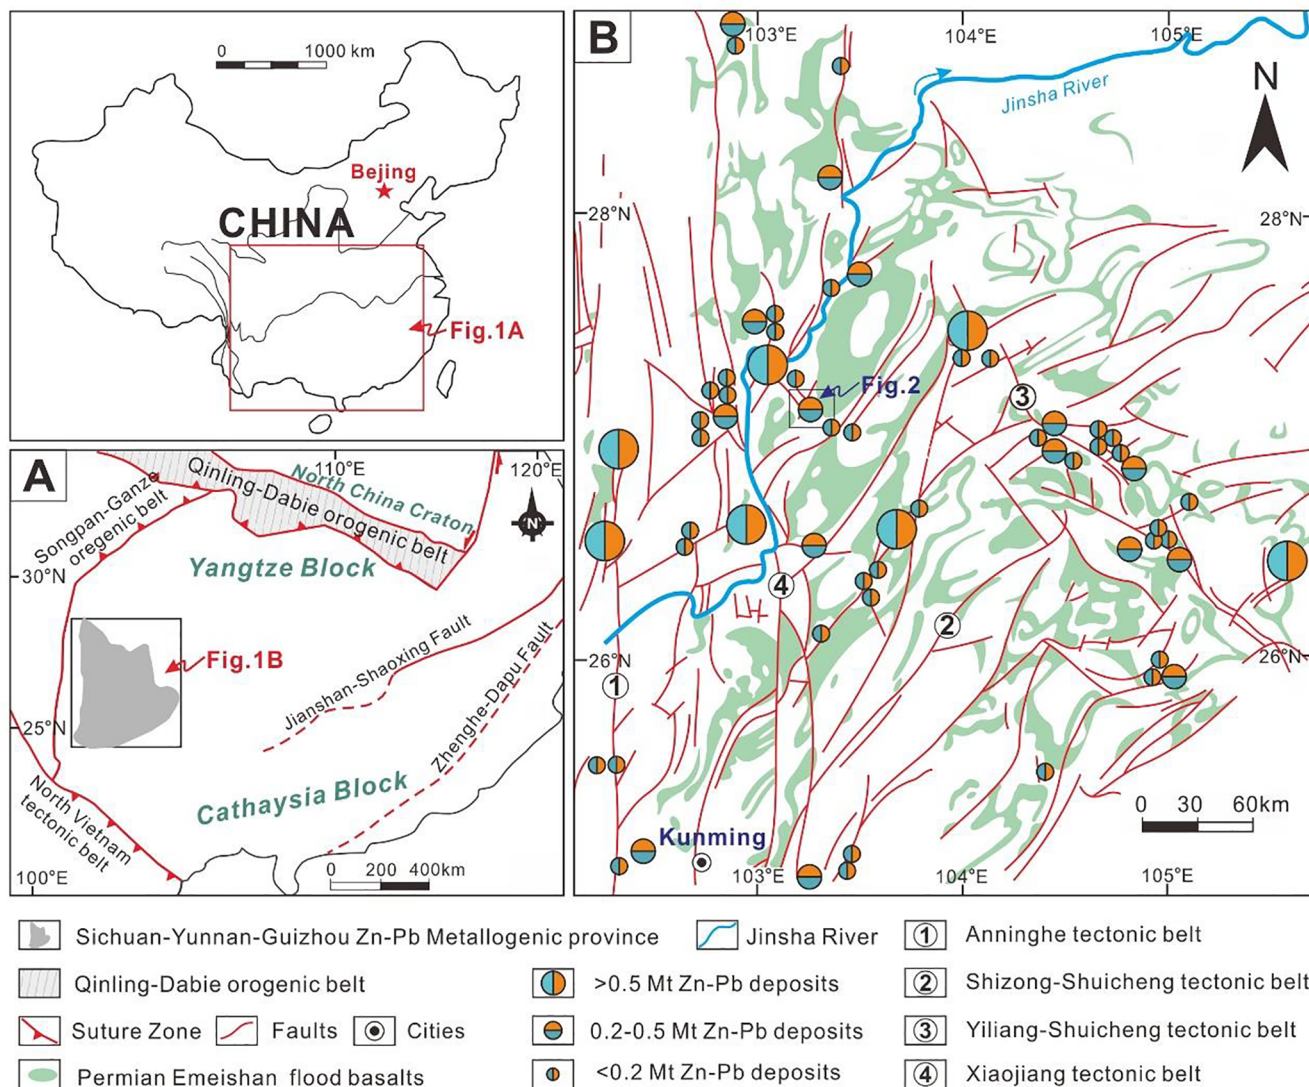 0 1000 km
Bejing
CHINA
Fig.1A
A
110°E
120°E
Qinling-Dabie orogenic belt
North China Craton
Songpan-Ganze
oregenic belt
N
30°N
Yangtze Block
Fig.1B
Jianshan-Shaoxing Fault
Zhenghe-Dapu Fault
25°N
Cathaysia Block
North Vietnam
tectonic belt
0 200 400km
100°E
B
103°E
104°E
105°E
Jinsha River
N
28°N
28°N
Fig.2
3
4
2
26°N
26°N
1
0 30 60km
Kunming
103°E
104°E
105°E
Sichuan-Yunnan-Guizhou Zn-Pb Metallogenic province
Jinsha River
1 Anninghe tectonic belt
Qinling-Dabie orogenic belt
>0.5 Mt Zn-Pb deposits
2 Shizong-Shuicheng tectonic belt
Suture Zone
Faults
Cities
0.2-0.5 Mt Zn-Pb deposits
3 Yiliang-Shuicheng tectonic belt
Permian Emeishan flood basalts
<0.2 Mt Zn-Pb deposits
4 Xiaojiang tectonic belt